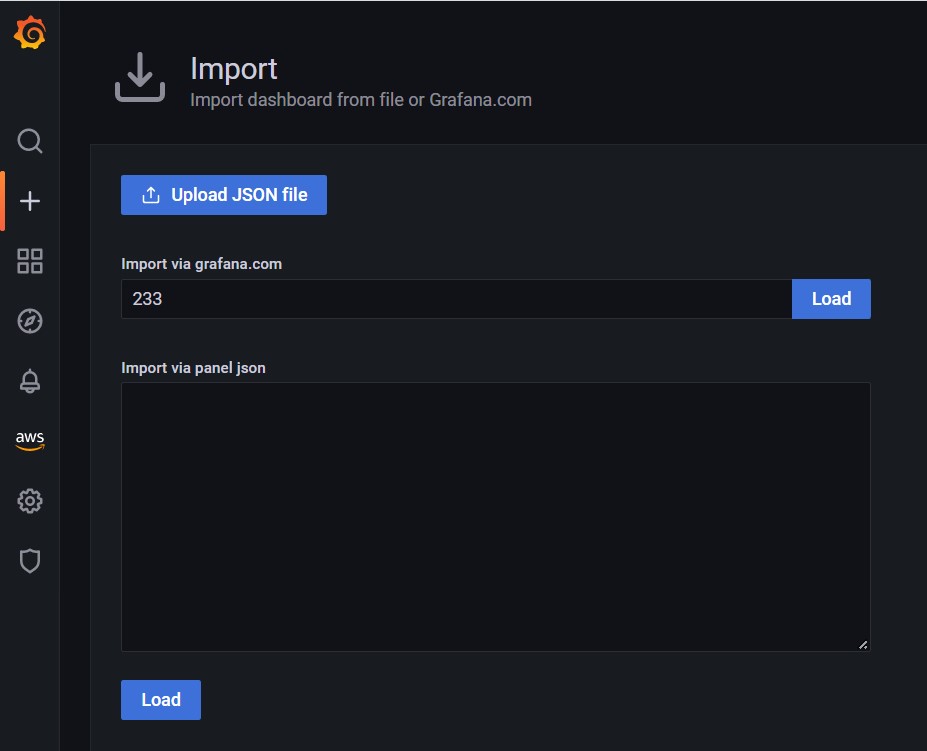 Import
Import dashboard from file or Grafana.com
Upload JSON file
Import via grafana.com
233
Load
Import via panel json
aws
Load